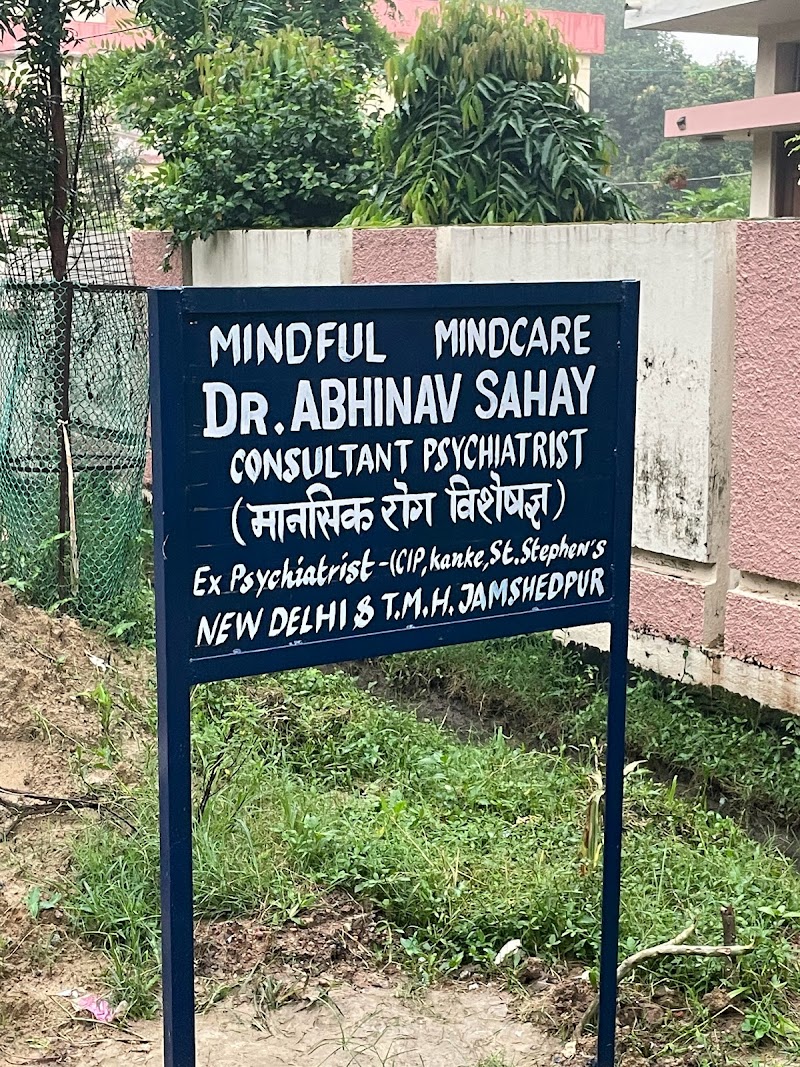 MINDFUL MINDCARE
DR. ABHINAV SAHAY
CONSULTANT PSYCHIATRIST
(मानसिक रोग विशेषज्ञ)
Ex Psychiatrist-(CIP, kanke, St. Stephen's
NEW DELHI & T.M.H. JAMSHEDPUR